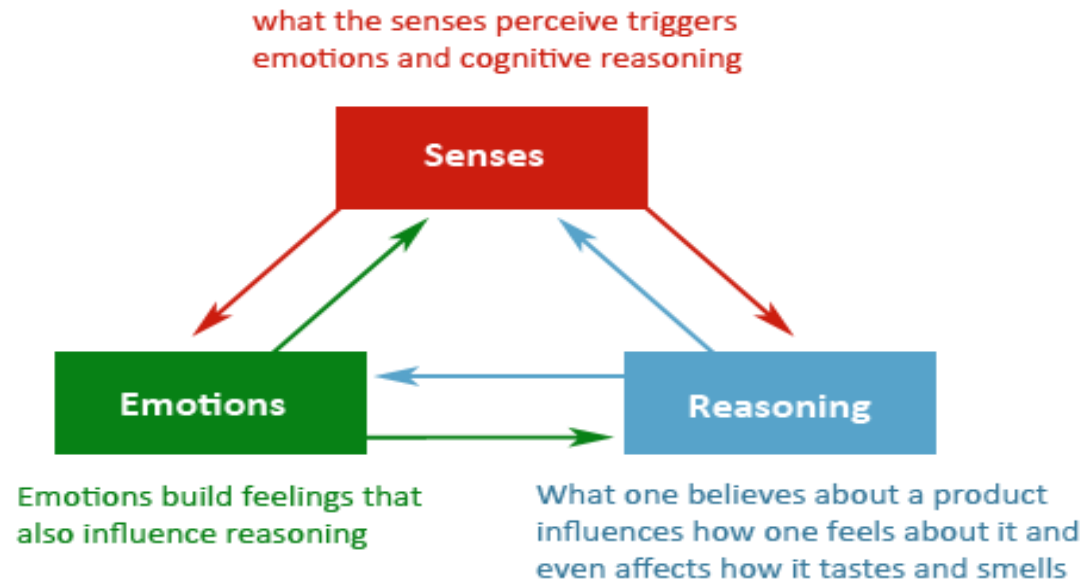 what the senses perceive triggers
emotions and cognitive reasoning
Senses
Emotions
Reasoning
Emotions build feelings that
also influence reasoning
What one believes about a product
influences how one feels about it and
even affects how it tastes and smells